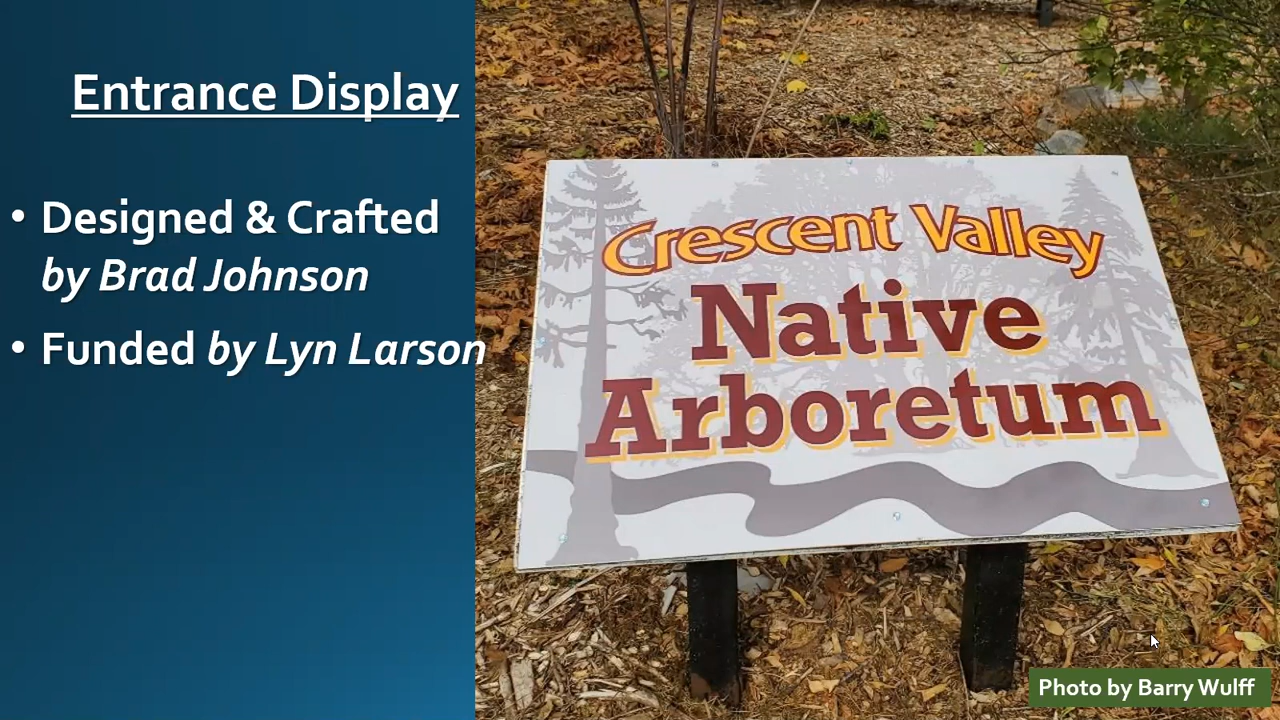 Entrance Display
• Designed & Crafted
by Brad Johnson
• Funded by Lyn Larson
Crescent Valley
Native
Arboretum
Photo by Barry Wulff